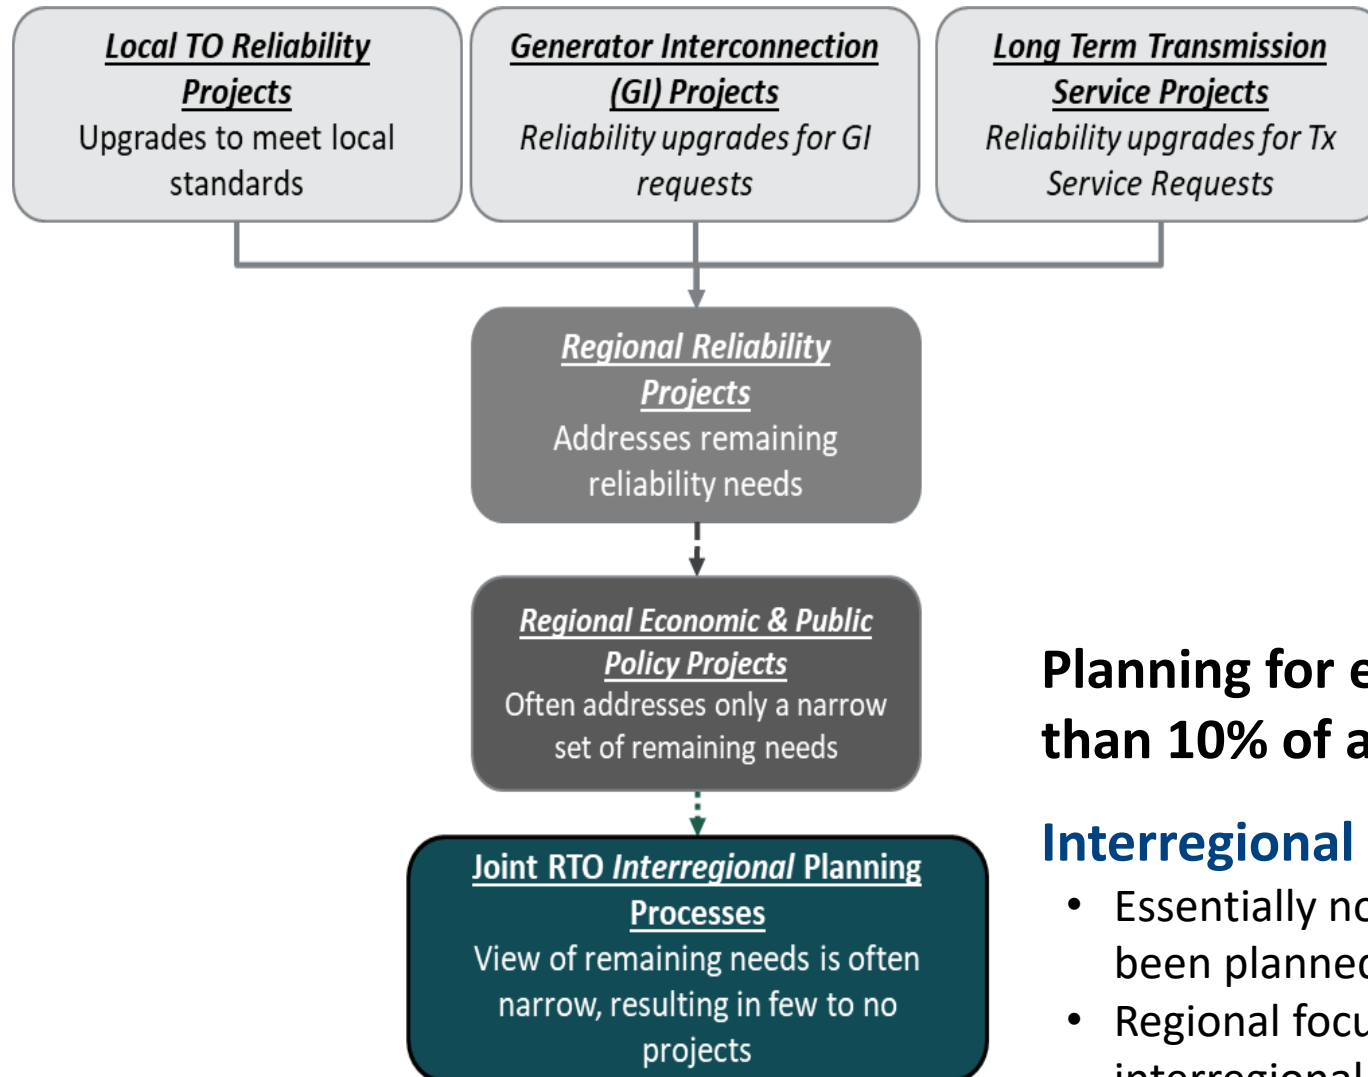 Local TO Reliability
Projects
Upgrades to meet local
standards
Generator Interconnection
(GI) Projects
Reliability upgrades for GI
requests
Long Term Transmission
Service Projects
Reliability upgrades for Tx
Service Requests
Regional Reliability
Projects
Addresses remaining
reliability needs
Regional Economic & Public
Policy Projects
Often addresses only a narrow
set of remaining needs
Joint RTO Interregional Planning
Processes
View of remaining needs is often
narrow, resulting in few to no
projects
Planning for
than 10% of
Interregional
• Essentially
been
• Regional
interregional